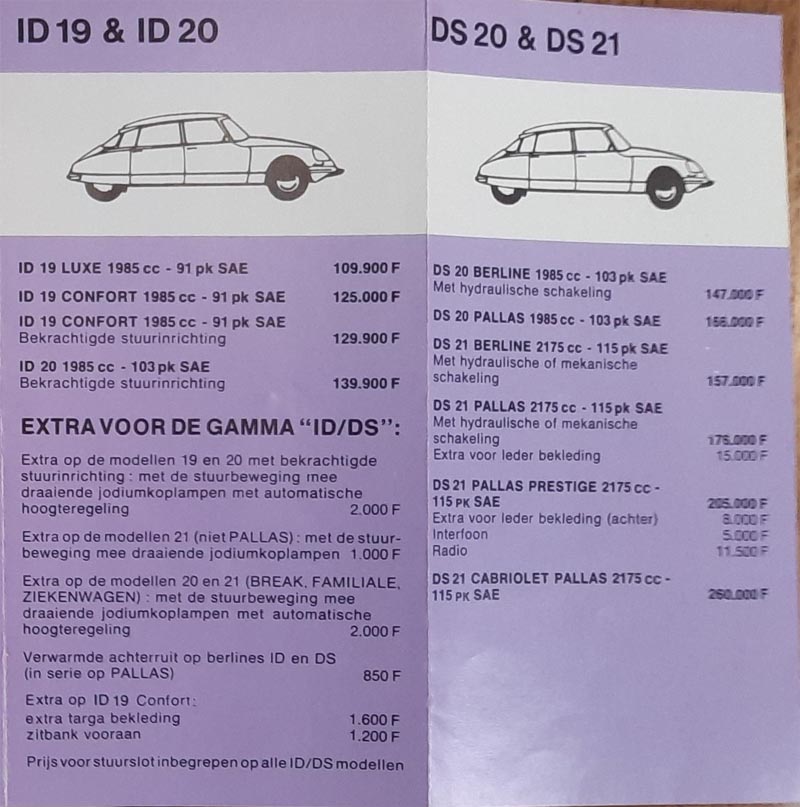 ID 19 & ID 20
ID 19 LUXE 1985 cc - 91 pk SAE 109.900 F
ID 19 CONFORT 1985 cc - 91 pk SAE 125.000 F
ID 19 CONFORT 1985 cc - 91 pk SAE
Bekrachtigde stuurinrichting 129.900 F
ID 20 1985 cc - 103 pk SAE
Bekrachtigde stuurinrichting 139.900 F
EXTRA VOOR DE GAMMA "ID/DS":
Extra op de modellen 19 en 20 met bekrachtigde
stuurinrichting : met de stuurbeweging mee
draaiende jodiumkoplampen met automatische
hoogteregeling 2.000 F
Extra op de modellen 21 (niet PALLAS) : met de stuur-
beweging mee draaiende jodiumkoplampen 1.000 F
Extra op de modellen 20 en 21 (BREAK, FAMILIALE,
ZIEKENWAGEN) : met de stuurbeweging mee
draaiende jodiumkoplampen met automatische
hoogteregeling 2.000 F
Verwarmde achterruit op berlines ID en DS
(in serie op PALLAS) 850 F
Extra op ID 19 Confort:
extra targa bekleding 1.600 F
zitbank vooraan 1.200 F
Prijs voor stuurslot inbegrepen op alle ID/DS modellen
DS 20 & DS 21
DS 20 BERLINE 1985 cc - 103 pk SAE
Met hydraulische schakeling 147.000 F
DS 20 PALLAS 1985 cc - 103 pk SAE F
DS 21 BERLINE 2175 cc - 115 pk SAE
Met hydraulische of mekanische
schakeling 157.000 F
DS 21 PALLAS 2175 cc - 115 pk SAE
Met hydraulische of mekanische
schakeling F
Extra voor leder bekleding 15.000 F
DS 21 PALLAS PRESTIGE 2175 cc -
115 PK SAE 205.000 F
Extra voor leder bekleding (achter) F
Interfoon 5.000 F
Radio 11.500 F
DS 21 CABRIOLET PALLAS 2175 cc -
115 PK SAE 260.000 F